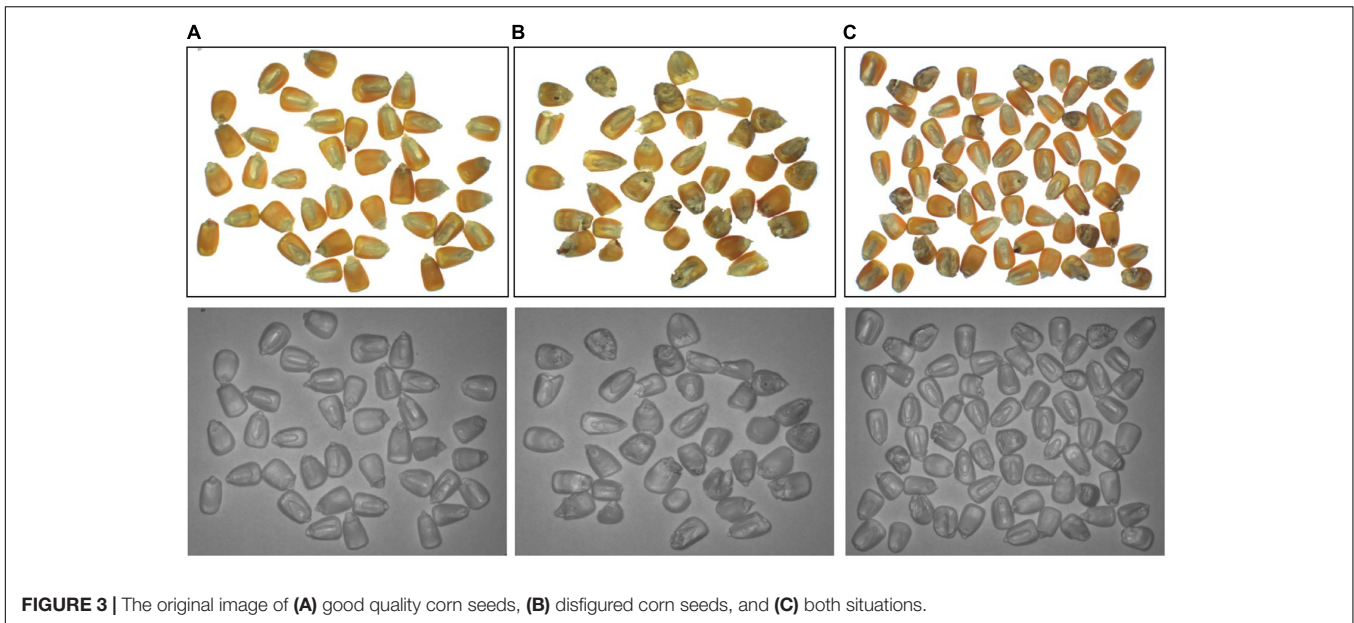 A B C
FIGURE 3 | The original image of (A) good quality corn seeds, (B) disfigured corn seeds, and (C) both situations.